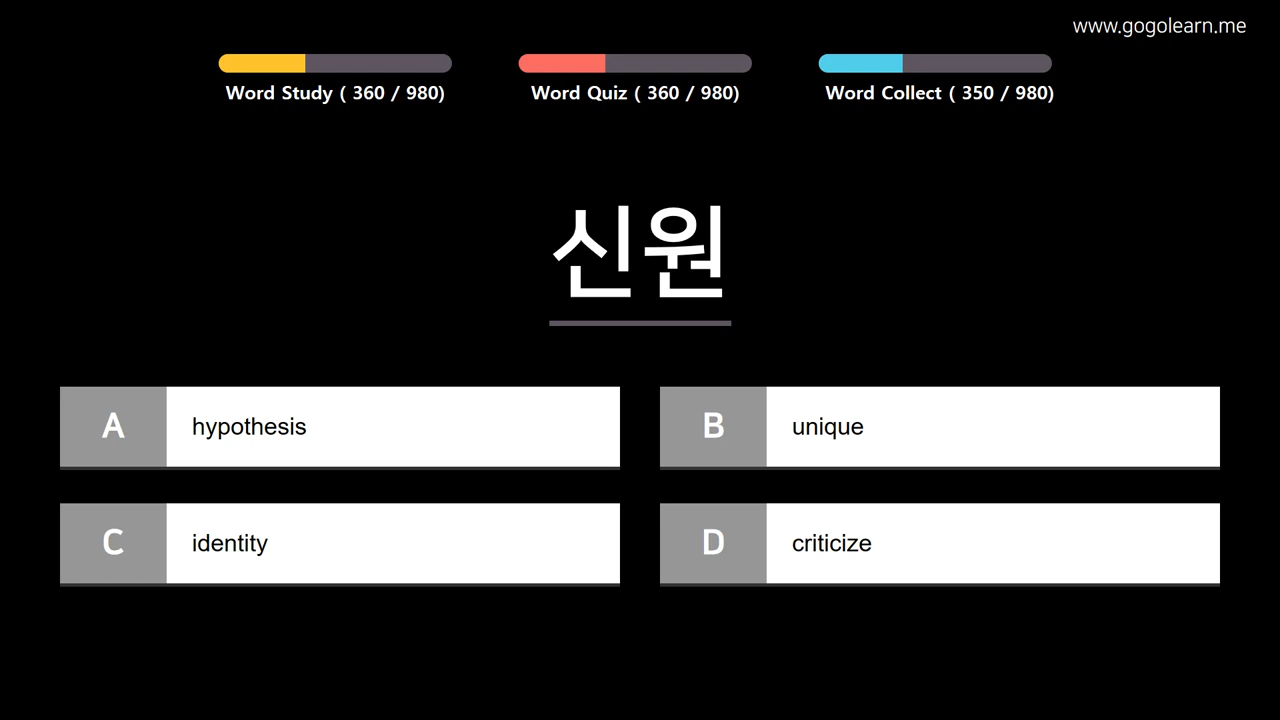 www.gogolearn.me
Word Study ( 360 / 980)
Word Quiz ( 360 / 980)
Word Collect ( 350 / 980)
신원
A hypothesis
B unique
C identity
D criticize